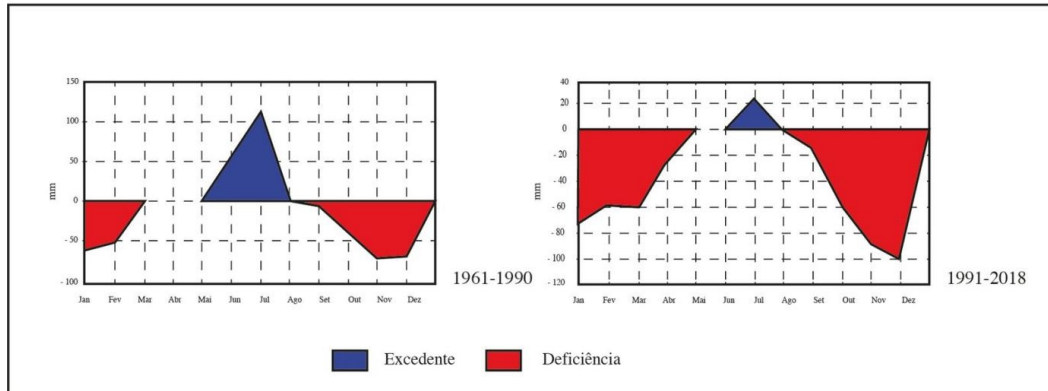 150
100
50
0
- 50
- 100
mm
Jan Fev Mar Abr Mai Jun Jul Ago Set Out Nov Dez
1961-1990
40
20
0
- 20
- 40
- 60
- 80
- 100
- 120
mm
Jan Fev Mar Abr Mai Jun Jul Ago Set Out Nov Dez
1991-2018
Excedente
Deficiência